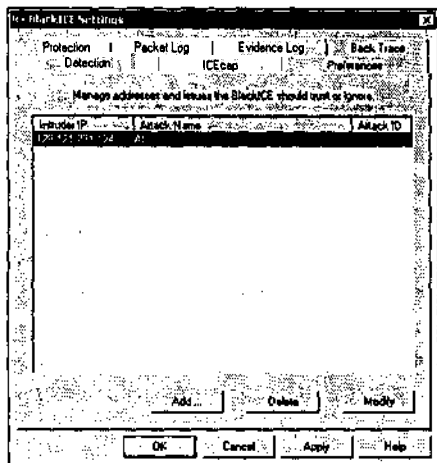 BlackICE Settings
Protection Packet Log Evidence Log Back Trace
Detection ICEcap Preferences
Manage addresses and issues the BlackICE should trust or ignore.
Intruder IP Attack Name Attack ID
Add... Delete Modify
OK Cancel Apply Help